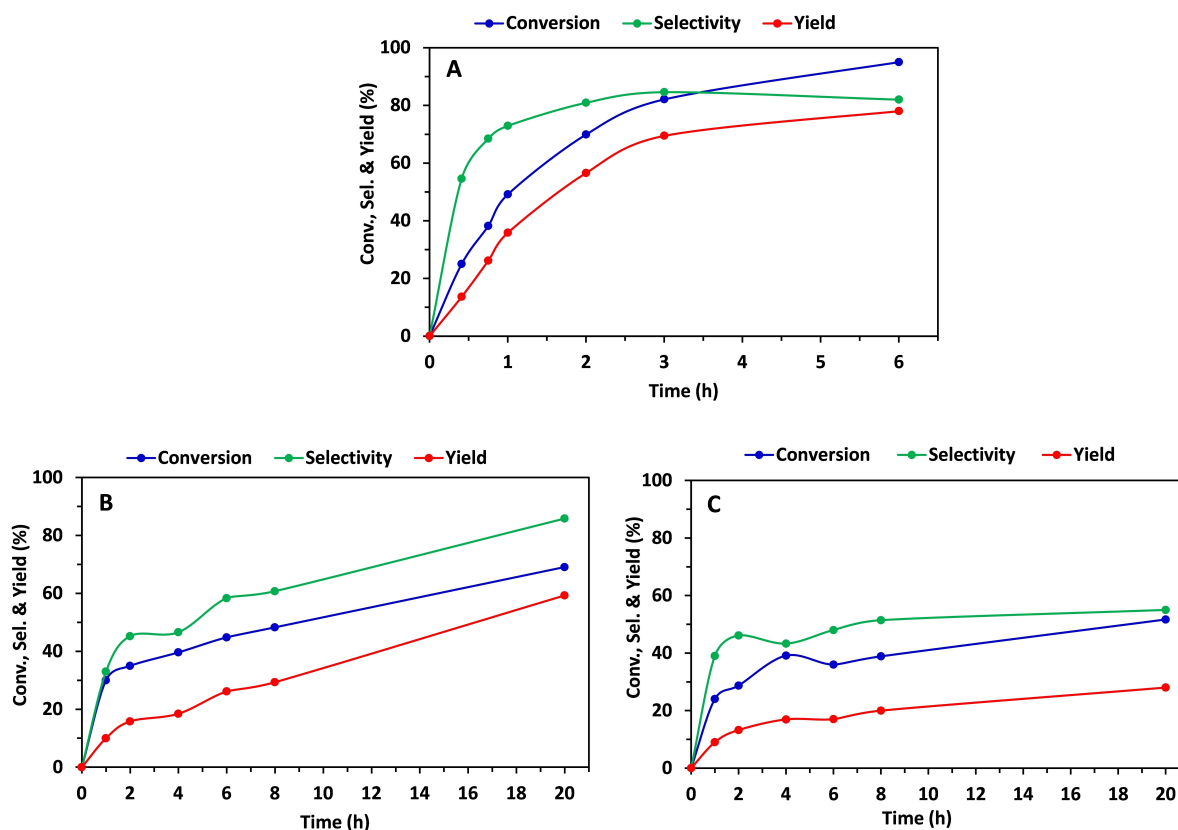 Conversion Selectivity Yield
A
Conv., Sel. & Yield (%)
100
80
60
40
20
0
0 1 2 3 4 5 6
Time (h)
Conversion Selectivity Yield
B
Conv., Sel. & Yield (%)
100
80
60
40
20
0
0 2 4 6 8 10 12 14 16 18 20
Time (h)
Conversion Selectivity Yield
C
Conv., Sel. & Yield (%)
100
80
60
40
20
0
0 2 4 6 8 10 12 14 16 18 20
Time (h)